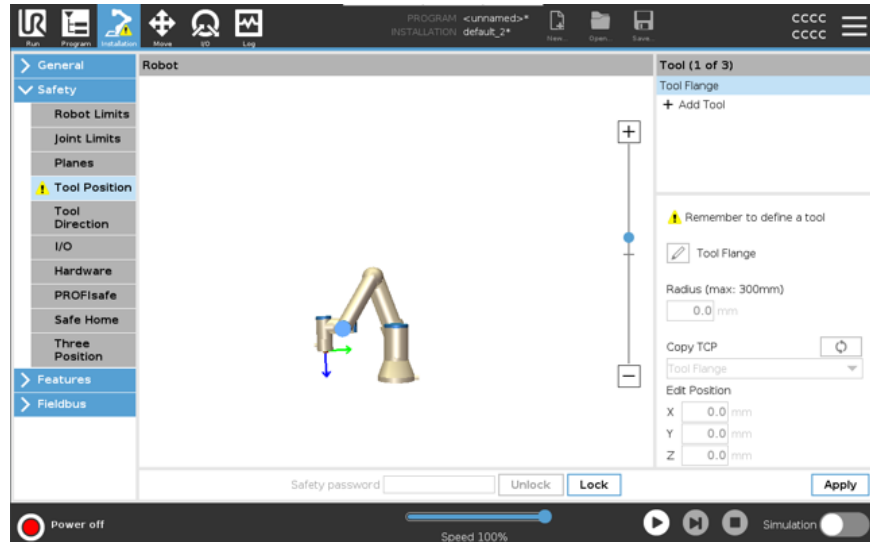 PROGRAM <unnamed>*
INSTALLATION default_2*
UR
Run
Program
Installation
Move
I/O
Log
New...
Open...
Save...
cccc
cccc
General
Safety
Robot Limits
Joint Limits
Planes
Tool Position
Tool
Direction
I/O
Hardware
PROFIsafe
Safe Home
Three
Position
Features
Fieldbus
Robot
Safety password
Unlock
Lock
Tool (1 of 3)
Tool Flange
+ Add Tool
Remember to define a tool
Tool Flange
Radius (max: 300mm)
0.0 mm
Copy TCP
Tool Flange
Edit Position
X 0.0 mm
Y 0.0 mm
Z 0.0 mm
Apply
Power off
Speed 100%
Simulation